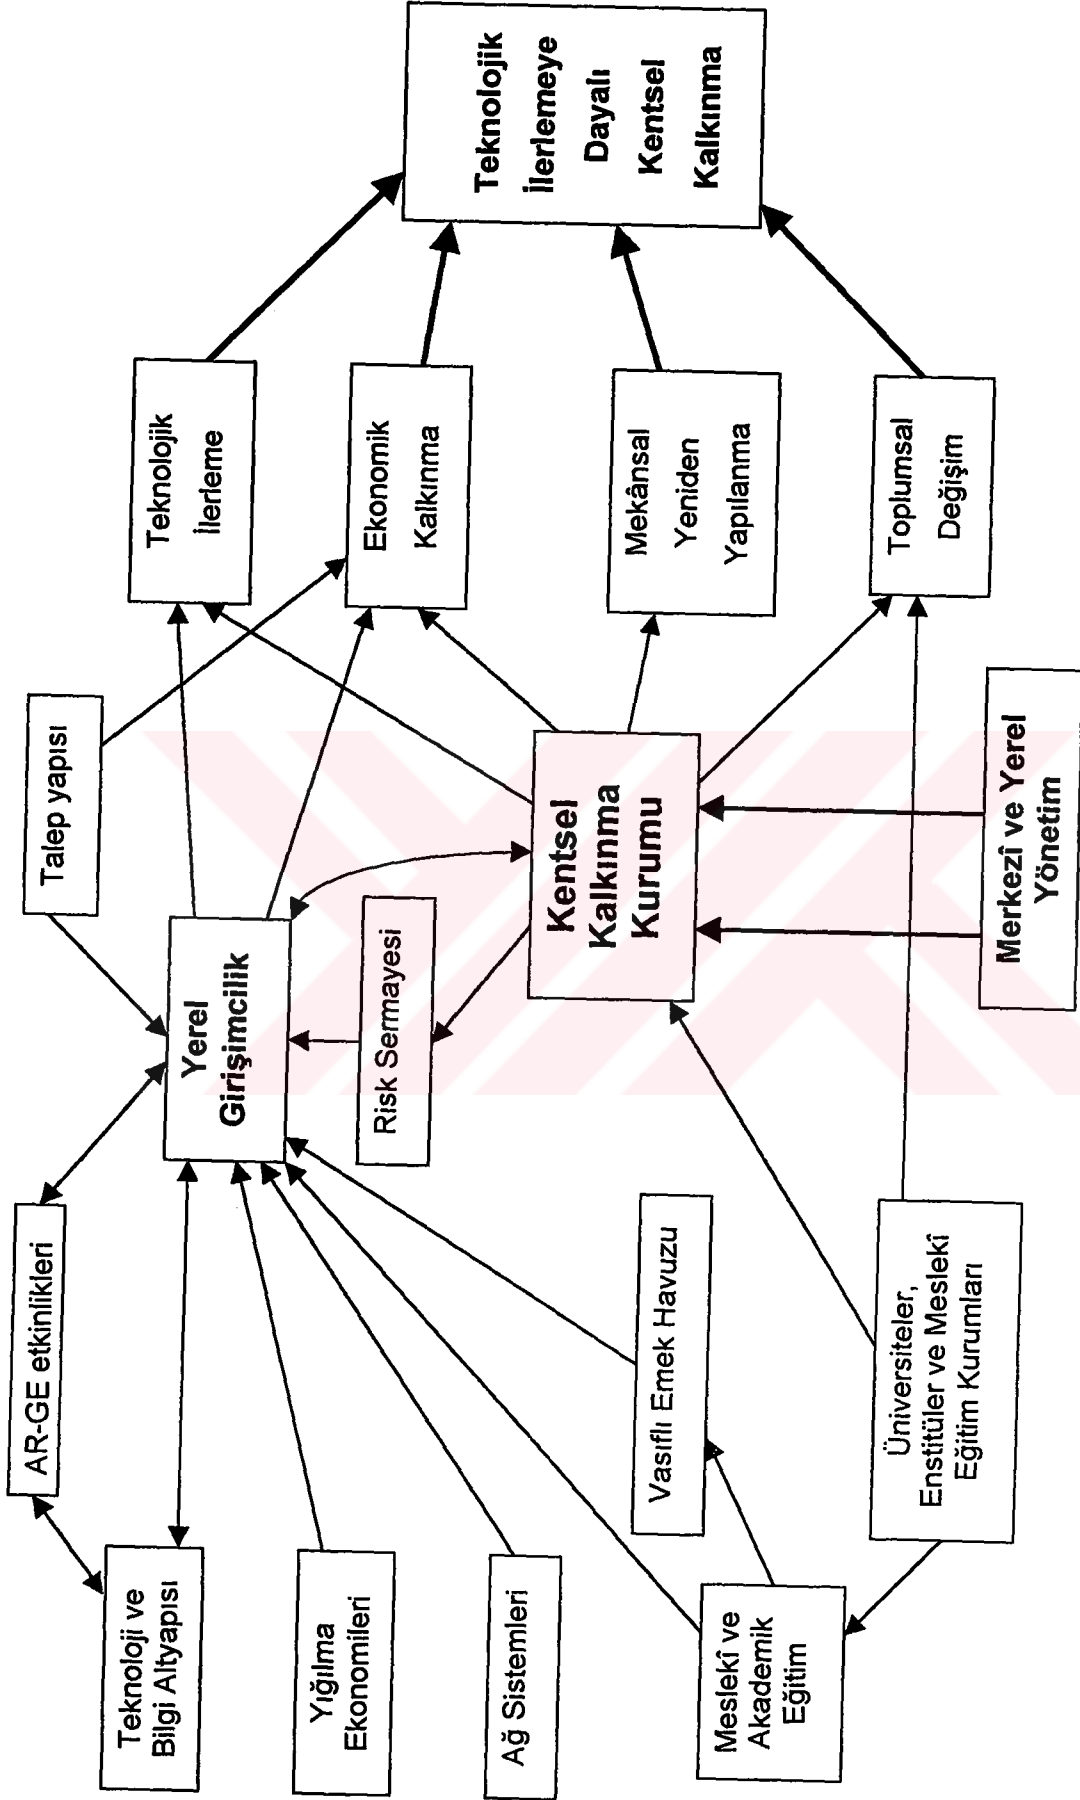 Teknoloji ve
Bilgi Altyapısı
AR-GE etkinlikleri
Yığılma
Ekonomileri
Ağ Sistemleri
Meslekî ve
Akademik
Eğitim
Vasıflı Emek Havuzu
Üniversiteler,
Enstitüler ve Meslekî
Eğitim Kurumları
Talep yapısı
Yerel
Girişimcilik
Risk Sermayesi
Kentsel
Kalkınma
Kurumu
Merkezî ve Yerel
Yönetim
Teknolojik
İlerleme
Ekonomik
Kalkınma
Mekânsal
Yeniden
Yapılanma
Toplumsal
Değişim
Teknolojik
İlerlemeye
Dayalı
Kentsel
Kalkınma